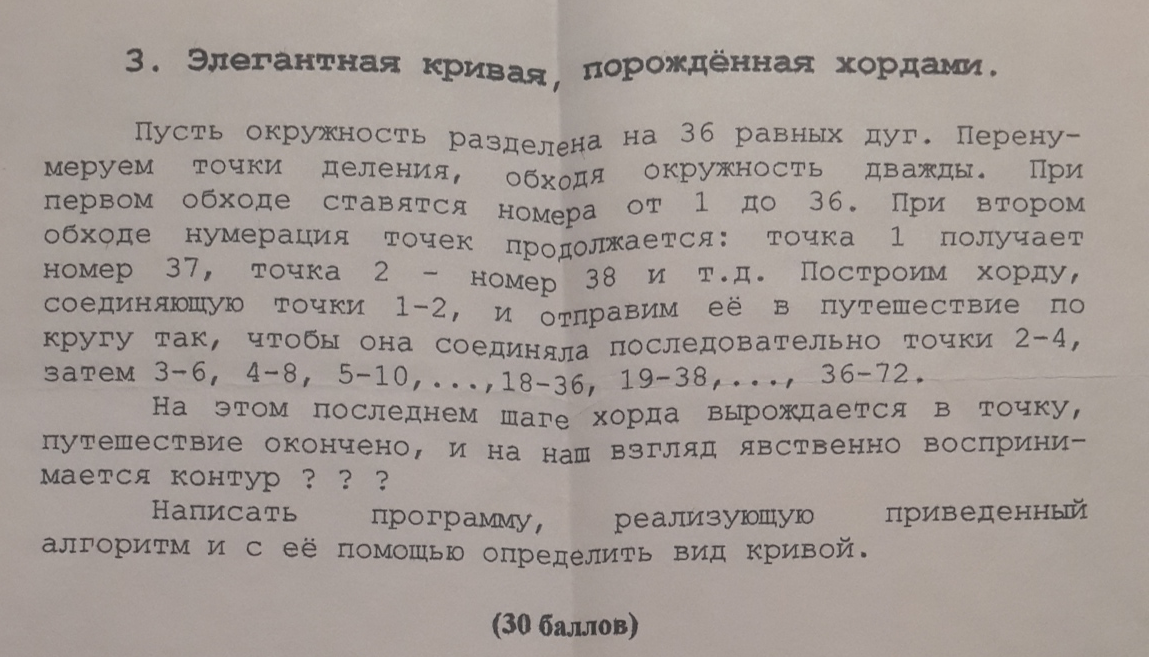 3. Элегантная кривая, порождённая хордами.
Пусть окружность разделена на 36 равных дуг. Перену-
меруем точки деления, обходя окружность дважды. При
первом обходе ставятся номера от 1 до 36. При втором
обходе нумерация точек продолжается: точка 1 получает
номер 37, точка 2 - номер 38 и т.д. Построим хорду,
соединяющую точки 1-2, и отправим её в путешествие по
кругу так, чтобы она соединяла последовательно точки 2-4,
затем 3-6, 4-8, 5-10,...,18-36, 19-38,..., 36-72.
На этом последнем шаге хорда вырождается в точку,
путешествие окончено, и на наш взгляд явственно восприни-
мается контур ? ? ?
Написать программу, реализующую приведенный
алгоритм и с её помощью определить вид кривой.
(30 баллов)